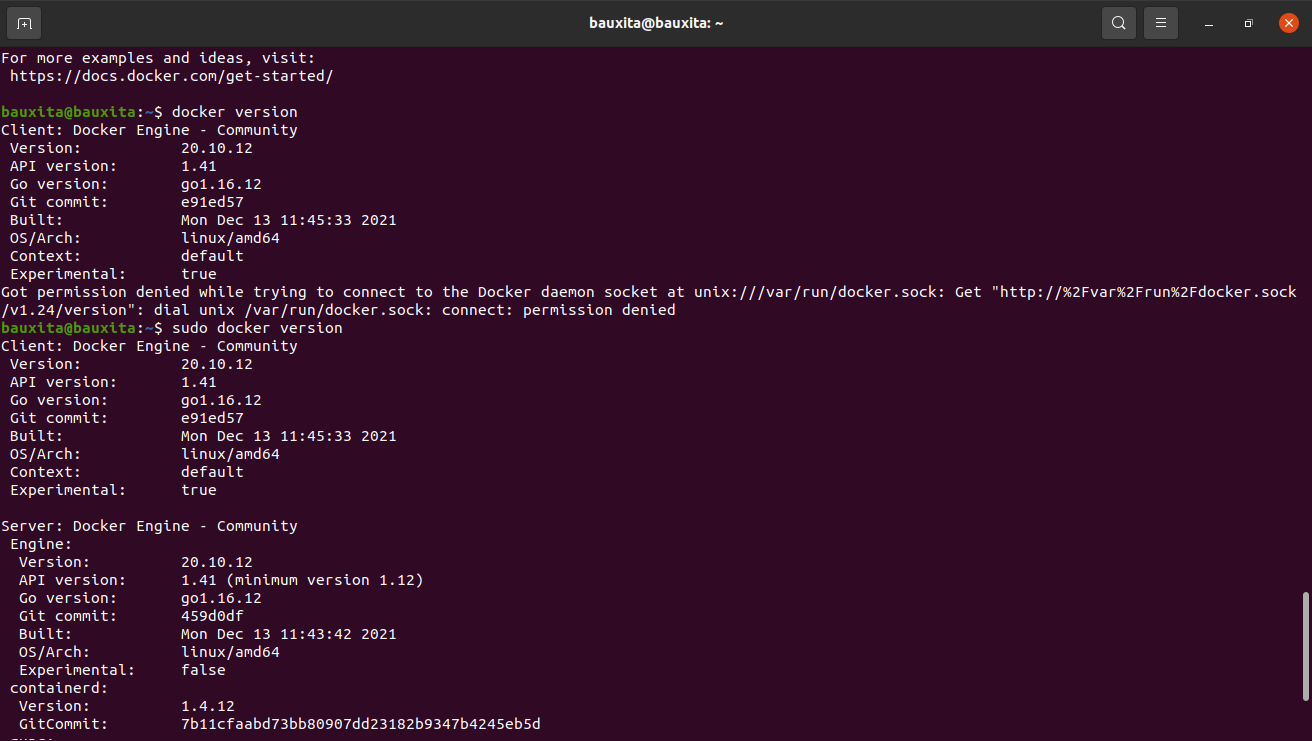 bauxita@bauxita: ~
For more examples and ideas, visit:
 https://docs.docker.com/get-started/
bauxita@bauxita:~$ docker version
Client: Docker Engine - Community
 Version:           20.10.12
 API version:       1.41
 Go version:        go1.16.12
 Git commit:        e91ed57
 Built:             Mon Dec 13 11:45:33 2021
 OS/Arch:           linux/amd64
 Context:           default
 Experimental:      true
Got permission denied while trying to connect to the Docker daemon socket at unix:///var/run/docker.sock: Get "http://%2Fvar%2Frun%2Fdocker.sock
/v1.24/version": dial unix /var/run/docker.sock: connect: permission denied
bauxita@bauxita:~$ sudo docker version
Client: Docker Engine - Community
 Version:           20.10.12
 API version:       1.41
 Go version:        go1.16.12
 Git commit:        e91ed57
 Built:             Mon Dec 13 11:45:33 2021
 OS/Arch:           linux/amd64
 Context:           default
 Experimental:      true
Server: Docker Engine - Community
 Engine:
  Version:          20.10.12
  API version:      1.41 (minimum version 1.12)
  Go version:       go1.16.12
  Git commit:       459d0df
  Built:            Mon Dec 13 11:43:42 2021
  OS/Arch:          linux/amd64
  Experimental:     false
 containerd:
  Version:          1.4.12
  GitCommit:        7b11cfaabd73bb80907dd23182b9347b4245eb5d